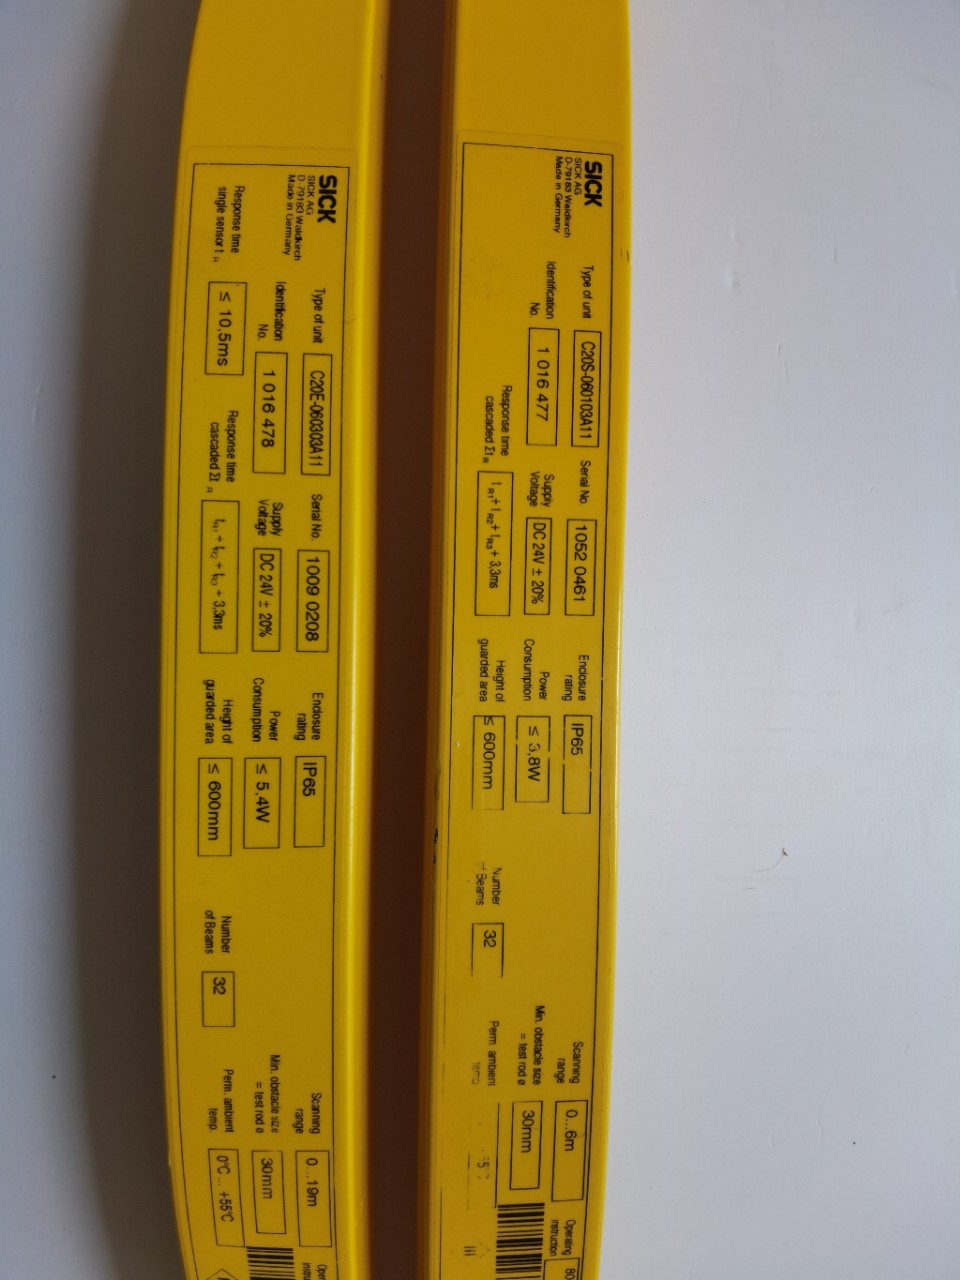 SICK
SICK AG
D-79183 Waldkirch
Made in Germany
Type of unit
C20S-060103A11
Serial No.
1052 0461
Enclosure
rating
IP65
Scanning
range
0...6m
Operating
instruction
80
Identification
No.
1 016 477
Supply
Voltage
DC 24V ± 20%
Power
Consumption
≤ 3,8W
Min. obstacle size
= test rod ø
30mm
Response time
cascaded Σt R
t R1 + t R2 + t R3 + 3,3ms
Height of
guarded area
≤ 600mm
Number
of Beams
32
Perm. ambient
temp.
SICK
SICK AG
D-79183 Waldkirch
Made in Germany
Type of unit
C20E-060303A11
Serial No.
1009 0208
Enclosure
rating
IP65
Scanning
range
0...19m
Identification
No.
1 016 478
Supply
Voltage
DC 24V ± 20%
Power
Consumption
≤ 5,4W
Min. obstacle size
= test rod ø
30mm
Response time
single sensor t R
≤ 10,5ms
Response time
cascaded Σt R
t R1 + t R2 + t R3 + 3,3ms
Height of
guarded area
≤ 600mm
Number
of Beams
32
Perm. ambient
temp.
0°C ... +55°C